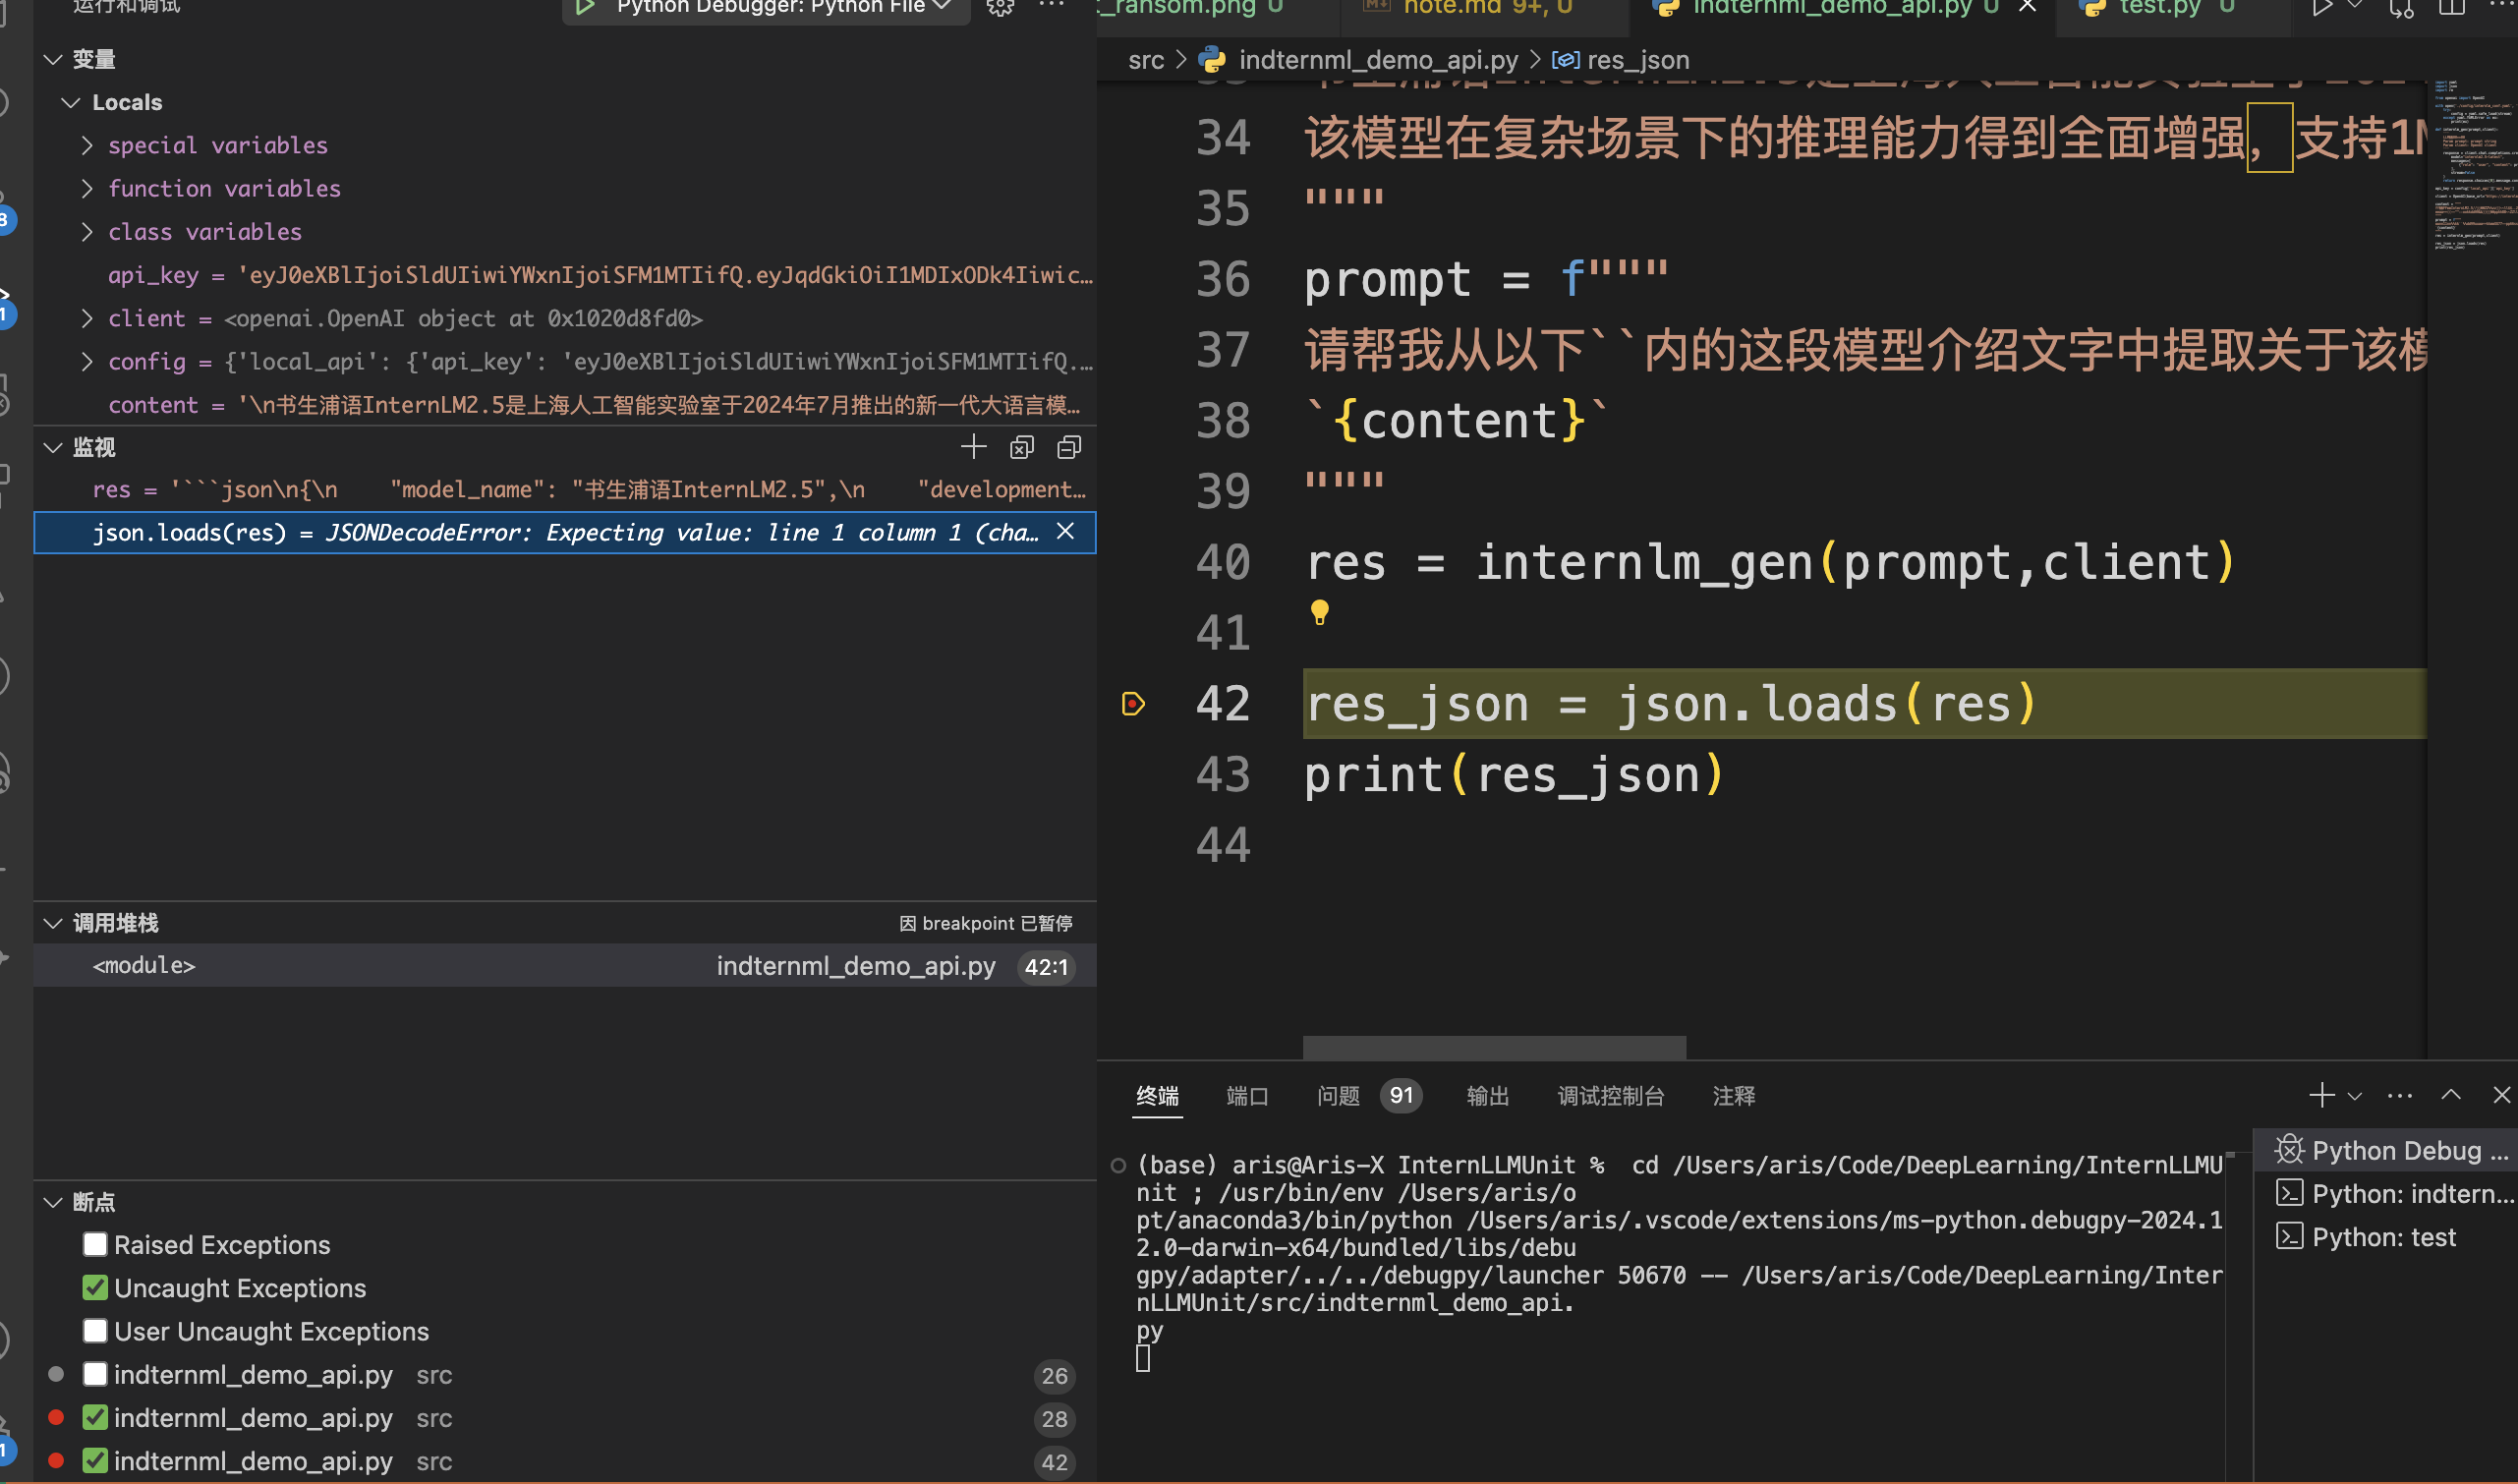 运行和调试
Python Debugger: Python File
变量
Locals
special variables
function variables
class variables
api_key = 'eyJ0eXBlIjoiSldUIiwiYWxnIjoiSFM1MTIifQ.eyJqdGkiOiI1MDIxODk4Iiwic…
client = <openai.OpenAI object at 0x1020d8fd0>
config = {'local_api': {'api_key': 'eyJ0eXBlIjoiSldUIiwiYWxnIjoiSFM1MTIifQ.…
content = '\n书生浦语InternLM2.5是上海人工智能实验室于2024年7月推出的新一代大语言模…
监视
res = '```json\n{\n    "model_name": "书生浦语InternLM2.5",\n    "development…
json.loads(res) = JSONDecodeError: Expecting value: line 1 column 1 (cha…
调用堆栈
因 breakpoint 已暂停
<module>
indternml_demo_api.py 42:1
断点
Raised Exceptions
Uncaught Exceptions
User Uncaught Exceptions
indternml_demo_api.py src 26
indternml_demo_api.py src 28
indternml_demo_api.py src 42
8
1
1
_ransom.png U
note.md 9+, U
indternml_demo_api.py U
test.py U
src > indternml_demo_api.py > res_json
34 该模型在复杂场景下的推理能力得到全面增强，支持1M
35 """
36 prompt = f"""
37 请帮我从以下``内的这段模型介绍文字中提取关于该模
38 `{content}`
39 """
40 res = internlm_gen(prompt,client)
41
42 res_json = json.loads(res)
43 print(res_json)
44
终端 端口 问题 91 输出 调试控制台 注释
(base) aris@Aris-X InternLLMUnit %  cd /Users/aris/Code/DeepLearning/InternLLMU
nit ; /usr/bin/env /Users/aris/o
pt/anaconda3/bin/python /Users/aris/.vscode/extensions/ms-python.debugpy-2024.1
2.0-darwin-x64/bundled/libs/debu
gpy/adapter/../../debugpy/launcher 50670 -- /Users/aris/Code/DeepLearning/Inter
nLLMUnit/src/indternml_demo_api.
py
Python Debug ...
Python: indtern...
Python: test